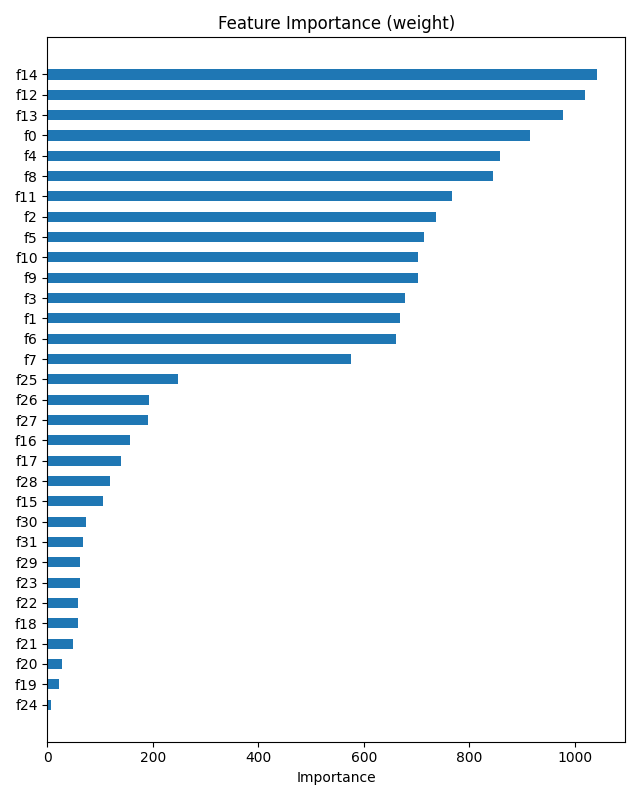 Feature Importance (weight)
f14
f12
f13
f0
f4
f8
f11
f2
f5
f10
f9
f3
f1
f6
f7
f25
f26
f27
f16
f17
f28
f15
f30
f31
f29
f23
f22
f18
f21
f20
f19
f24
0 200 400 600 800 1000
Importance